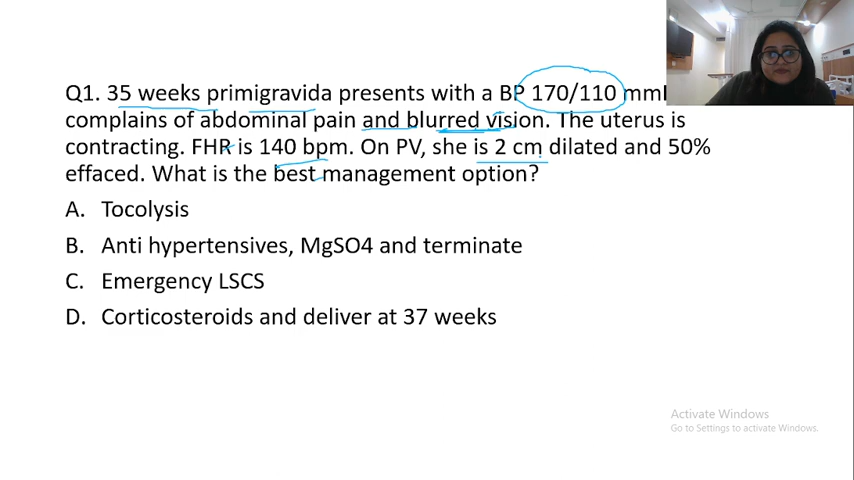 Q1. 35 weeks primigravida presents with a BP 170/110
complains of abdominal pain and blurred vision. The uterus is
contracting. FHR is 140 bpm. On PV, she is 2 cm dilated and 50%
effaced. What is the best management option?
A. Tocolysis
B. Anti hypertensives, MgSO4 and terminate
C. Emergency LSCS
D. Corticosteroids and deliver at 37 weeks
Activate Windows
Go to Settings to activate Windows.